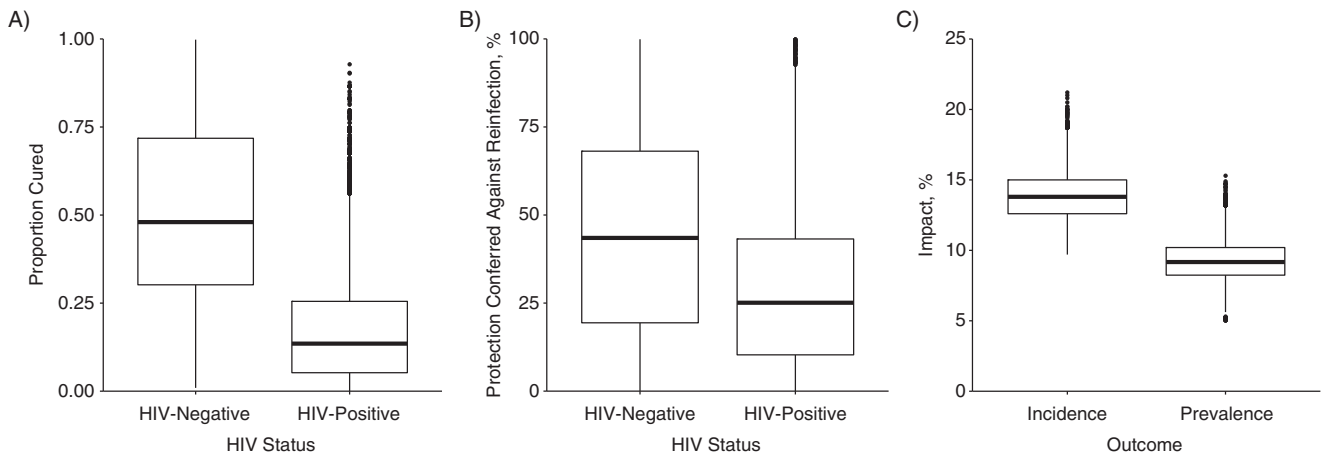 A)
1.00
0.75
0.50
0.25
0.00
Proportion Cured
HIV-Negative
HIV-Positive
HIV Status
B)
100
75
50
25
0
Protection Conferred Against Reinfection, %
HIV-Negative
HIV-Positive
HIV Status
C)
25
20
15
10
5
0
Impact, %
Incidence
Prevalence
Outcome